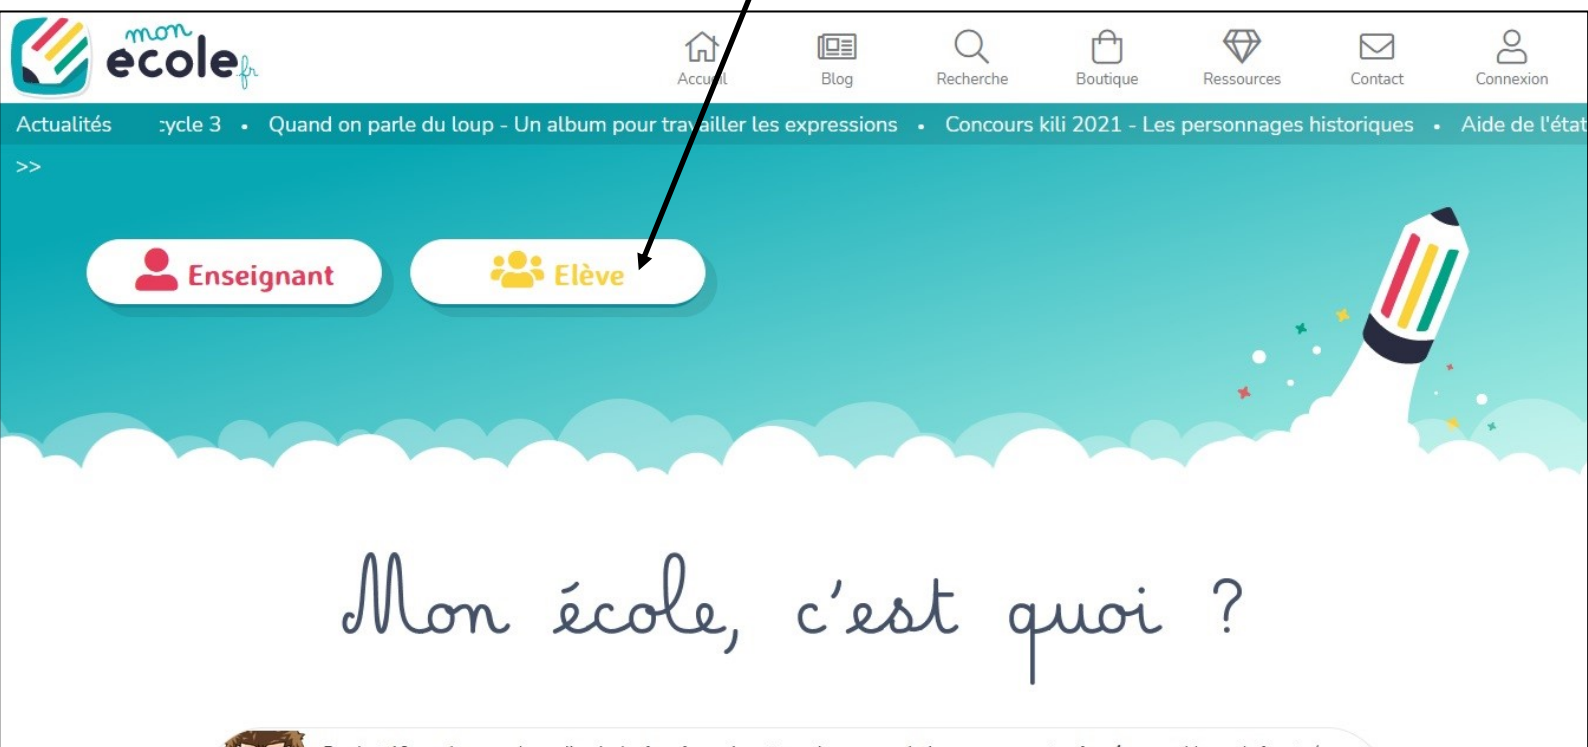 mon
école.fr
Accueil
Blog
Recherche
Boutique
Ressources
Contact
Connexion
Actualités cycle 3 • Quand on parle du loup - Un album pour travailler les expressions • Concours kili 2021 - Les personnages historiques • Aide de l'état
>>
Enseignant
Elève
Mon école, c'est quoi ?